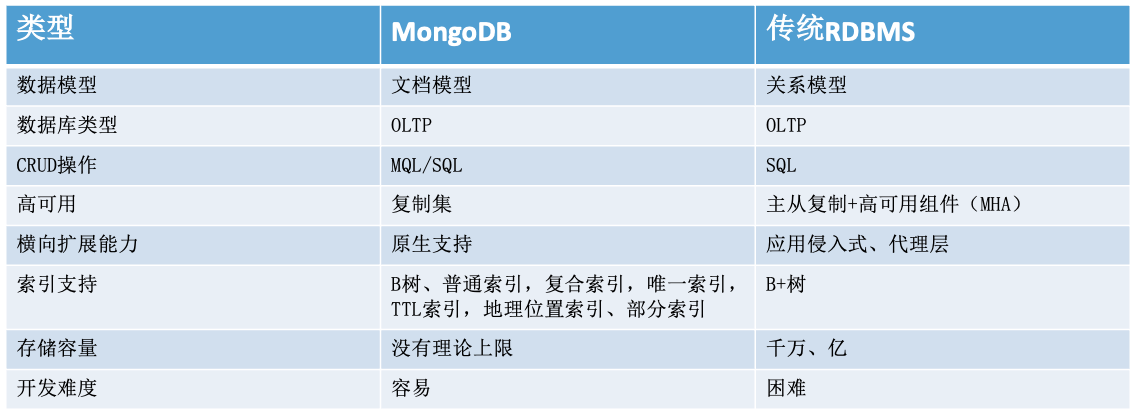 类型 MongoDB 传统RDBMS
数据模型 文档模型 关系模型
数据库类型 OLTP OLTP
CRUD操作 MQL/SQL SQL
高可用 复制集 主从复制+高可用组件（MHA）
横向扩展能力 原生支持 应用侵入式、代理层
索引支持 B树、普通索引，复合索引，唯一索引， B+树
TTL索引，地理位置索引、部分索引
存储容量 没有理论上限 千万、亿
开发难度 容易 困难